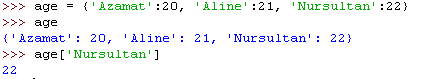 >>> age = {'Azamat':20, 'Aline':21, 'Nursultan':22}
>>> age
{'Azamat': 20, 'Aline': 21, 'Nursultan': 22}
>>> age['Nursultan']
22